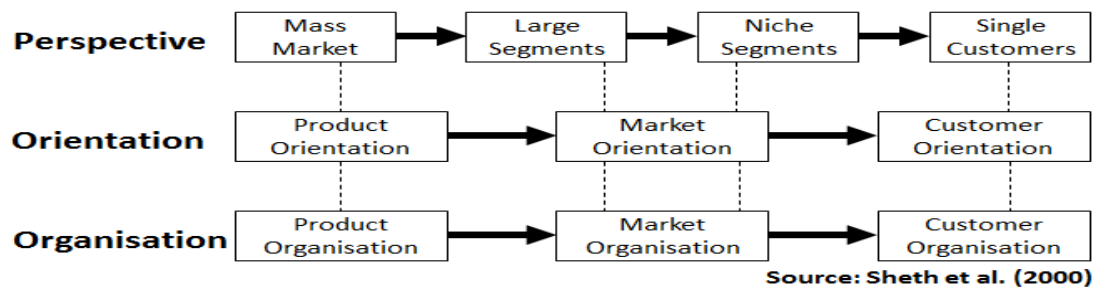 Perspective
Mass
Market
Large
Segments
Niche
Segments
Single
Customers
Orientation
Product
Orientation
Market
Orientation
Customer
Orientation
Organisation
Product
Organisation
Market
Organisation
Customer
Organisation
Source: Sheth et al. (2000)